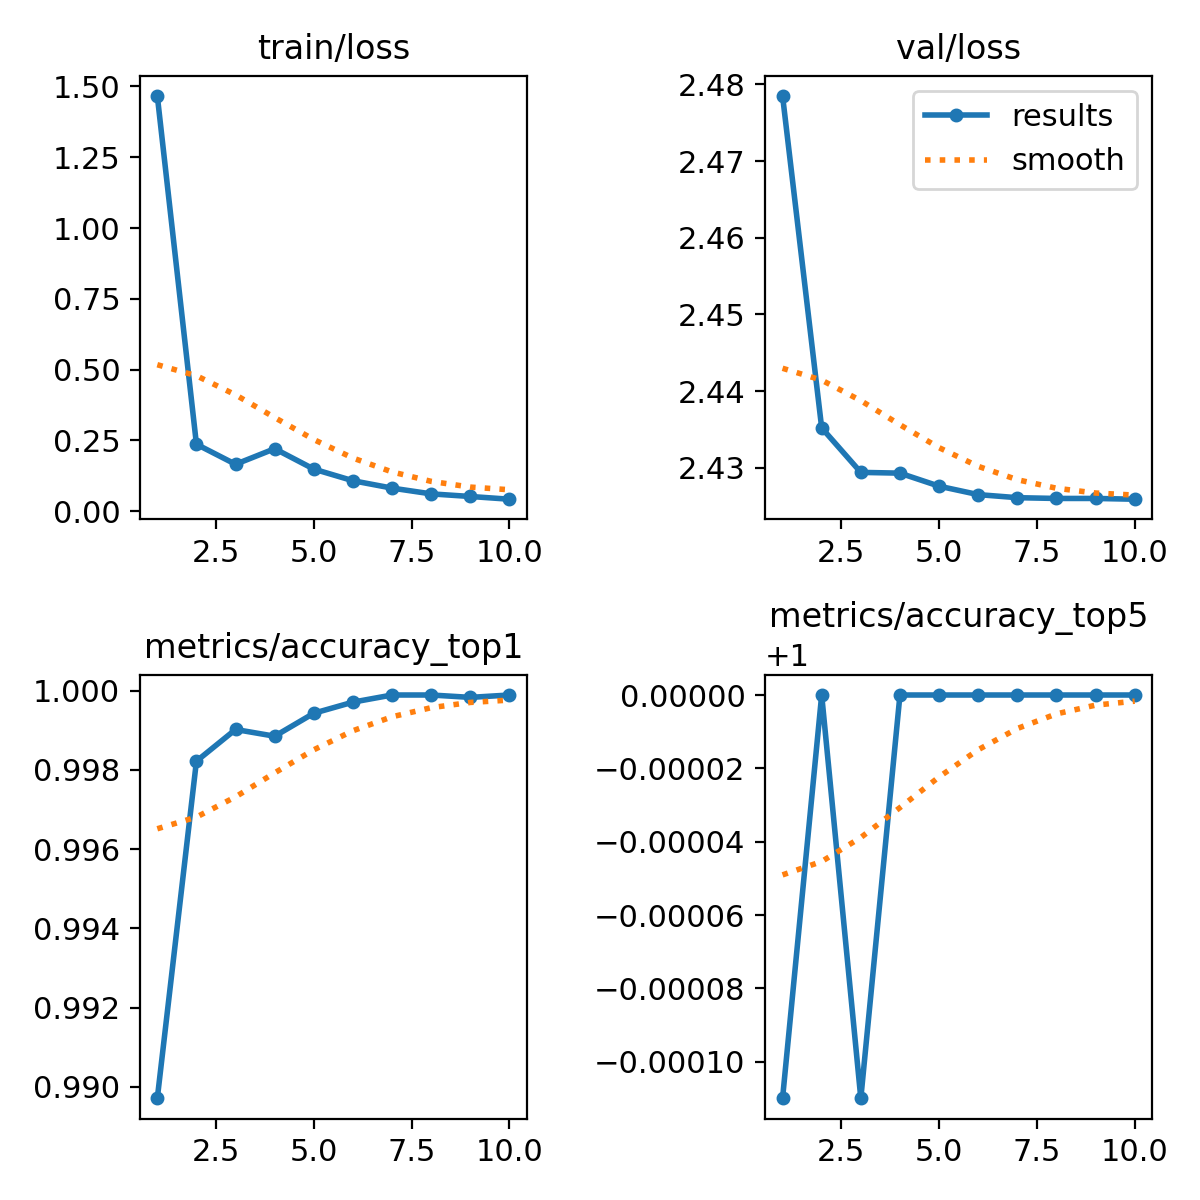 train/loss
1.50
1.25
1.00
0.75
0.50
0.25
0.00
2.5 5.0 7.5 10.0
val/loss
results
smooth
2.48
2.47
2.46
2.45
2.44
2.43
2.5 5.0 7.5 10.0
metrics/accuracy_top1
1.000
0.998
0.996
0.994
0.992
0.990
2.5 5.0 7.5 10.0
metrics/accuracy_top5
+1
0.00000
−0.00002
−0.00004
−0.00006
−0.00008
−0.00010
2.5 5.0 7.5 10.0